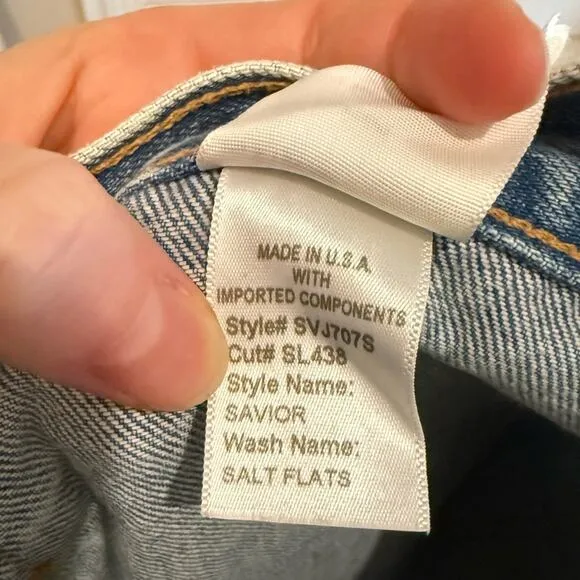 MADE IN U.S.A.
WITH
IMPORTED COMPONENTS
Style# SVJ707S
Cut# SL438
Style Name:
SAVIOR
Wash Name:
SALT FLATS